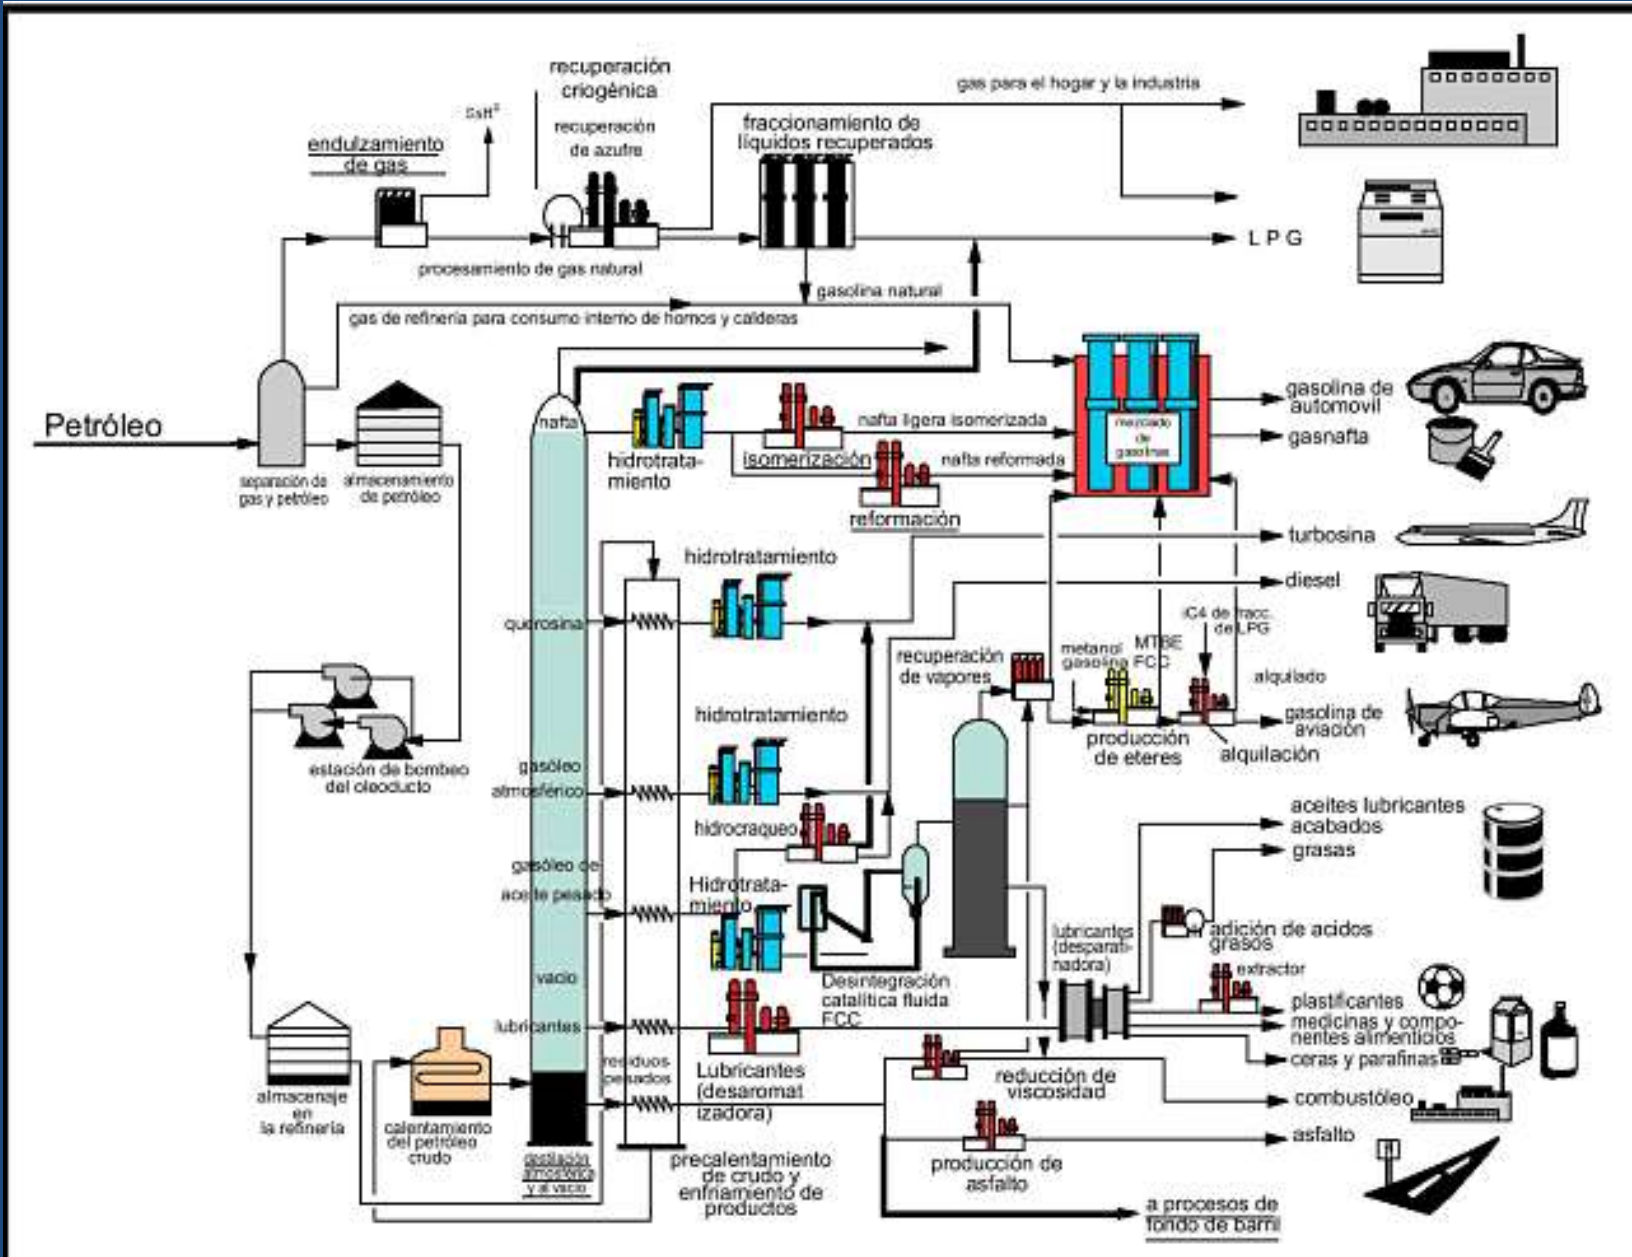 recuperación
criogénica
gas para el hogar y la industria
recuperación
de azufre
fraccionamiento de
líquidos recuperados
endulzamiento
de gas
L P G
procesamiento de gas natural
gasolina natural
gas de refinería para consumo interno de hornos y calderas
Petróleo
separación de
gas y petróleo
almacenamiento
de petróleo
nafta
hidrotrata-
miento
isomerización
nafta ligera isomerizada
nafta reformada
reformación
mezclado
de
gasolinas
gasolina de
automovil
gasnafta
turbosina
diesel
hidrotratamiento
querosina
iC4 de fracc.
de LPG
metanol
gasolina
MTBE
FCC
recuperación
de vapores
alquilado
gasolina de
aviación
producción
de eteres
alquilación
estación de bombeo
del oleoducto
hidrotratamiento
gasóleo
atmosférico
hidrocraqueo
gasóleo de
aceite pesado
Hidrotrata-
miento
vacio
Desintegración
catalítica fluida
FCC
lubricantes
lubricantes
(desparafi-
nadora)
aceites lubricantes
acabados
grasas
adición de acidos
grasos
extractor
plastificantes
medicinas y compo-
nentes alimenticios
ceras y parafinas
residuos
pesados
Lubricantes
(desaromat
izadora)
reducción de
viscosidad
combustóleo
asfalto
producción de
asfalto
almacenaje
en
la refinería
calentamiento
del petróleo
crudo
destilación
atmosférica
y al vacio
precalentamiento
de crudo y
enfriamiento de
productos
a procesos de
fondo de barril